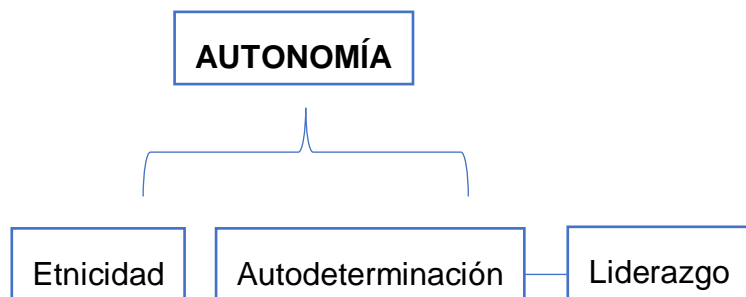 AUTONOMÍA
Etnicidad
Autodeterminación
Liderazgo